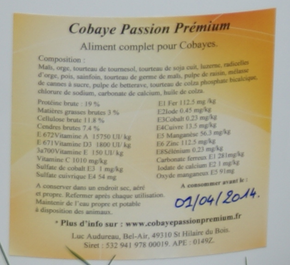 Cobaye Passion Prémium
Aliment complet pour Cobayes.
Composition :
Maïs, orge, tourteau de tournesol, tourteau de soja cuit, luzerne, radicelles
d'orge, pois, sainfoin, tourteau de germe de maïs, pulpe de raisin, mélasse
de cannes à sucre, pulpe de betterave, tourteau de colza phosphate bicalcique,
chlorure de sodium, carbonate de calcium, huile de colza.
Protéine brute : 19 %
Matières grasses brutes 3 %
Cellulose brute 11.8 %
Cendres brutes 7.4 %
E 672Vitamine A 15750 UI/ kg
E 671Vitamine D3 1800 UI/ kg
3a700Vitamine E 150 UI/ kg
Vitamine C 1010 mg/kg
Sulfate de cobalt E3 1 mg/kg
Sulfate cuivrique E4 54 mg
E1 Fer 112.5 mg /kg
E2Iode 0.45 mg/kg
E3Cobalt 0.23 mg/kg
E4Cuivre 13.5 mg/kg
E5 Manganèse 56.3 mg/kg
E6 Zinc 112.5 mg/kg
E8Sélénium 0.23 mg/kg
Carbonate ferreux E1 281mg/kg
Iodate de calcium E2 1 mg/kg
Oxyde manganeux E5 91mg
A conserver dans un endroit sec, aéré
et propre. Refermer après chaque utilisation.
Maintenir de l'eau propre et potable
à disposition des animaux.
A consommer avant le :
01/04/2014.
• Plus d'info sur : www.cobayepassionpremium.fr
Luc Audureau, Bel-Air, 49310 St Hilaire du Bois.
Siret : 532 941 978 00019. APE : 0149Z.